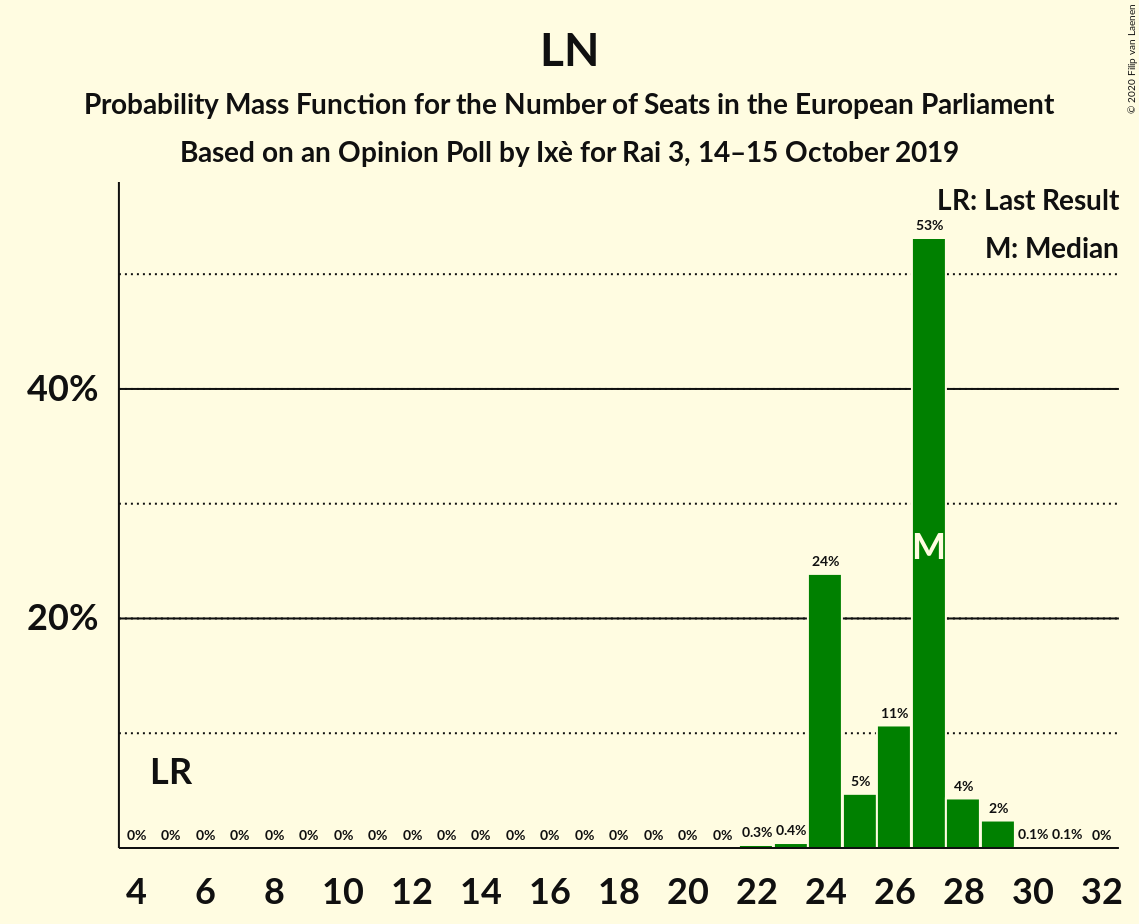 LN
Probability Mass Function for the Number of Seats in the European Parliament
Based on an Opinion Poll by Ixè for Rai 3, 14–15 October 2019
© 2020 Filip van Laenen
LR: Last Result
M: Median
53%
40%
M
24%
20%
11%
LR
5%
4%
2%
0% 0% 0% 0% 0% 0% 0% 0% 0% 0% 0% 0% 0% 0% 0% 0% 0% 0% 0.3% 0.4% 0.1% 0.1% 0%
4 6 8 10 12 14 16 18 20 22 24 26 28 30 32